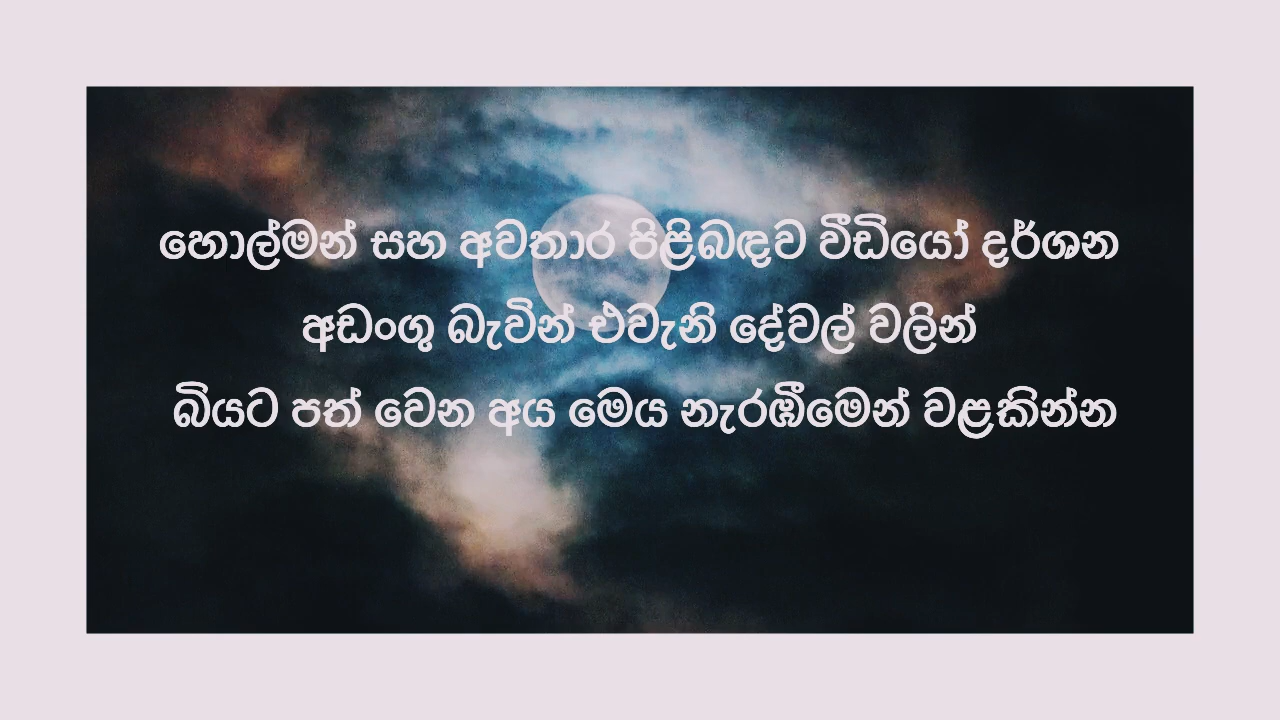 හොල්මන් සහ අවතාර පිළිබඳව වීඩියෝ දර්ශන
අඩංගු බැවින් එවැනි දේවල් වලින්
බියට පත් වෙන අය මෙය නැරඹීමෙන් වළකින්න